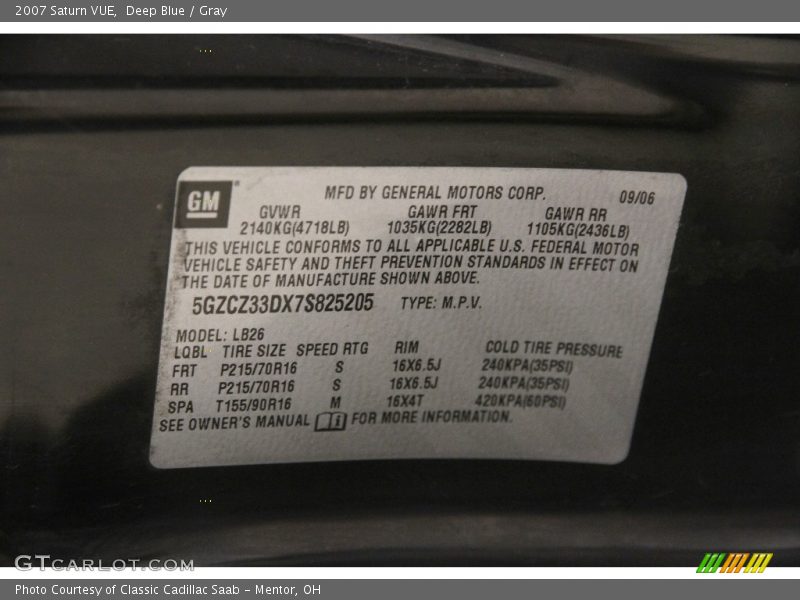 2007 Saturn VUE,  Deep Blue / Gray
GM
MFD BY GENERAL MOTORS CORP. 09/06
GVWR GAWR FRT GAWR RR
2140KG(4718LB) 1035KG(2282LB) 1105KG(2436LB)
THIS VEHICLE CONFORMS TO ALL APPLICABLE U.S. FEDERAL MOTOR
VEHICLE SAFETY AND THEFT PREVENTION STANDARDS IN EFFECT ON
THE DATE OF MANUFACTURE SHOWN ABOVE.
5GZCZ33DX7S825205 TYPE: M.P.V.
MODEL: LB26
LQBL TIRE SIZE SPEED RTG RIM COLD TIRE PRESSURE
FRT P215/70R16 S 16X6.5J 240KPA(35PSI)
RR P215/70R16 S 16X6.5J 240KPA(35PSI)
SPA T155/90R16 M 16X4T 420KPA(60PSI)
SEE OWNER'S MANUAL i FOR MORE INFORMATION.
GTCARLOT.COM
Photo Courtesy of Classic Cadillac Saab - Mentor, OH